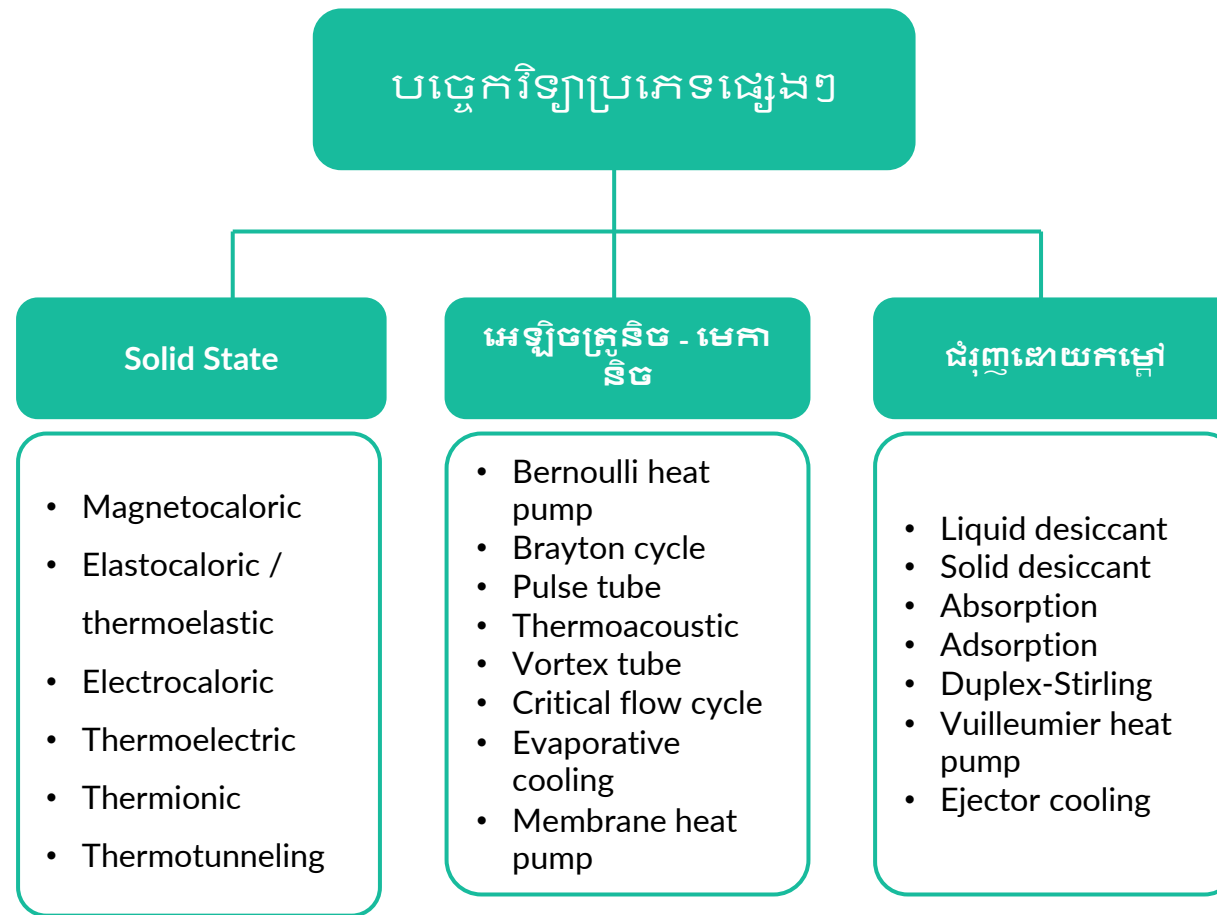 បច្ចេកវិទ្យាប្រភេទផ្សេងៗ
Solid State
• Magnetocaloric
• Elastocaloric /
thermoelastic
• Electrocaloric
• Thermoelectric
• Thermionic
• Thermotunneling
អេឡិចត្រូនិច - មេកា
និច
• Bernoulli heat
pump
• Brayton cycle
• Pulse tube
• Thermoacoustic
• Vortex tube
• Critical flow cycle
• Evaporative
cooling
• Membrane heat
pump
ជំរុញដោយកម្ដៅ
• Liquid desiccant
• Solid desiccant
• Absorption
• Adsorption
• Duplex-Stirling
• Vuilleumier heat
pump
• Ejector cooling